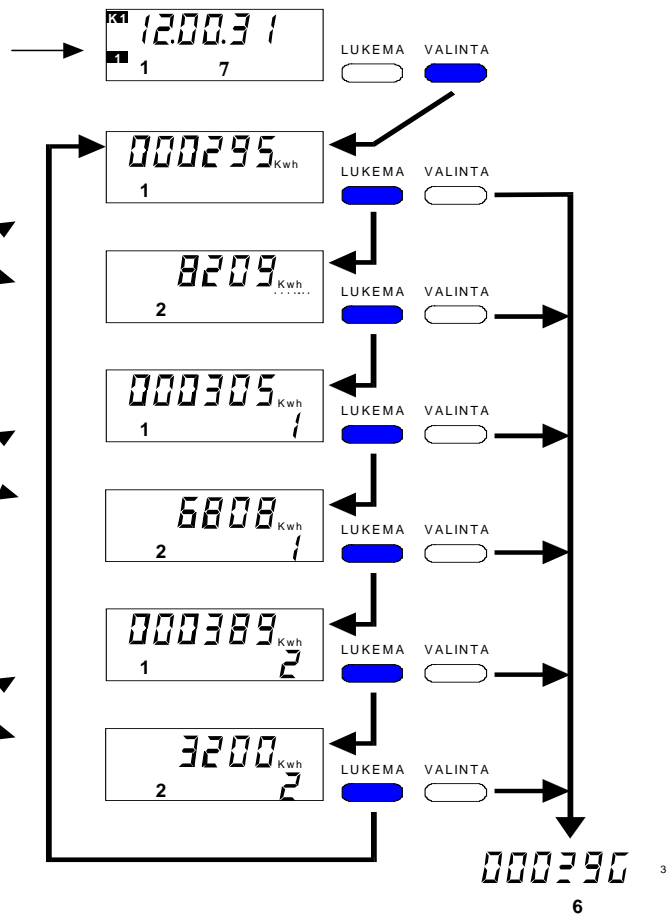 K1 12.00.31
1 1 7
LUKEMA VALINTA
000295 Kwh
1
LUKEMA VALINTA
8209 Kwh
2
LUKEMA VALINTA
000305 Kwh
1 1
LUKEMA VALINTA
6808 Kwh
2 1
LUKEMA VALINTA
000389 Kwh
1 2
LUKEMA VALINTA
3200 Kwh
2 2
LUKEMA VALINTA
3
6